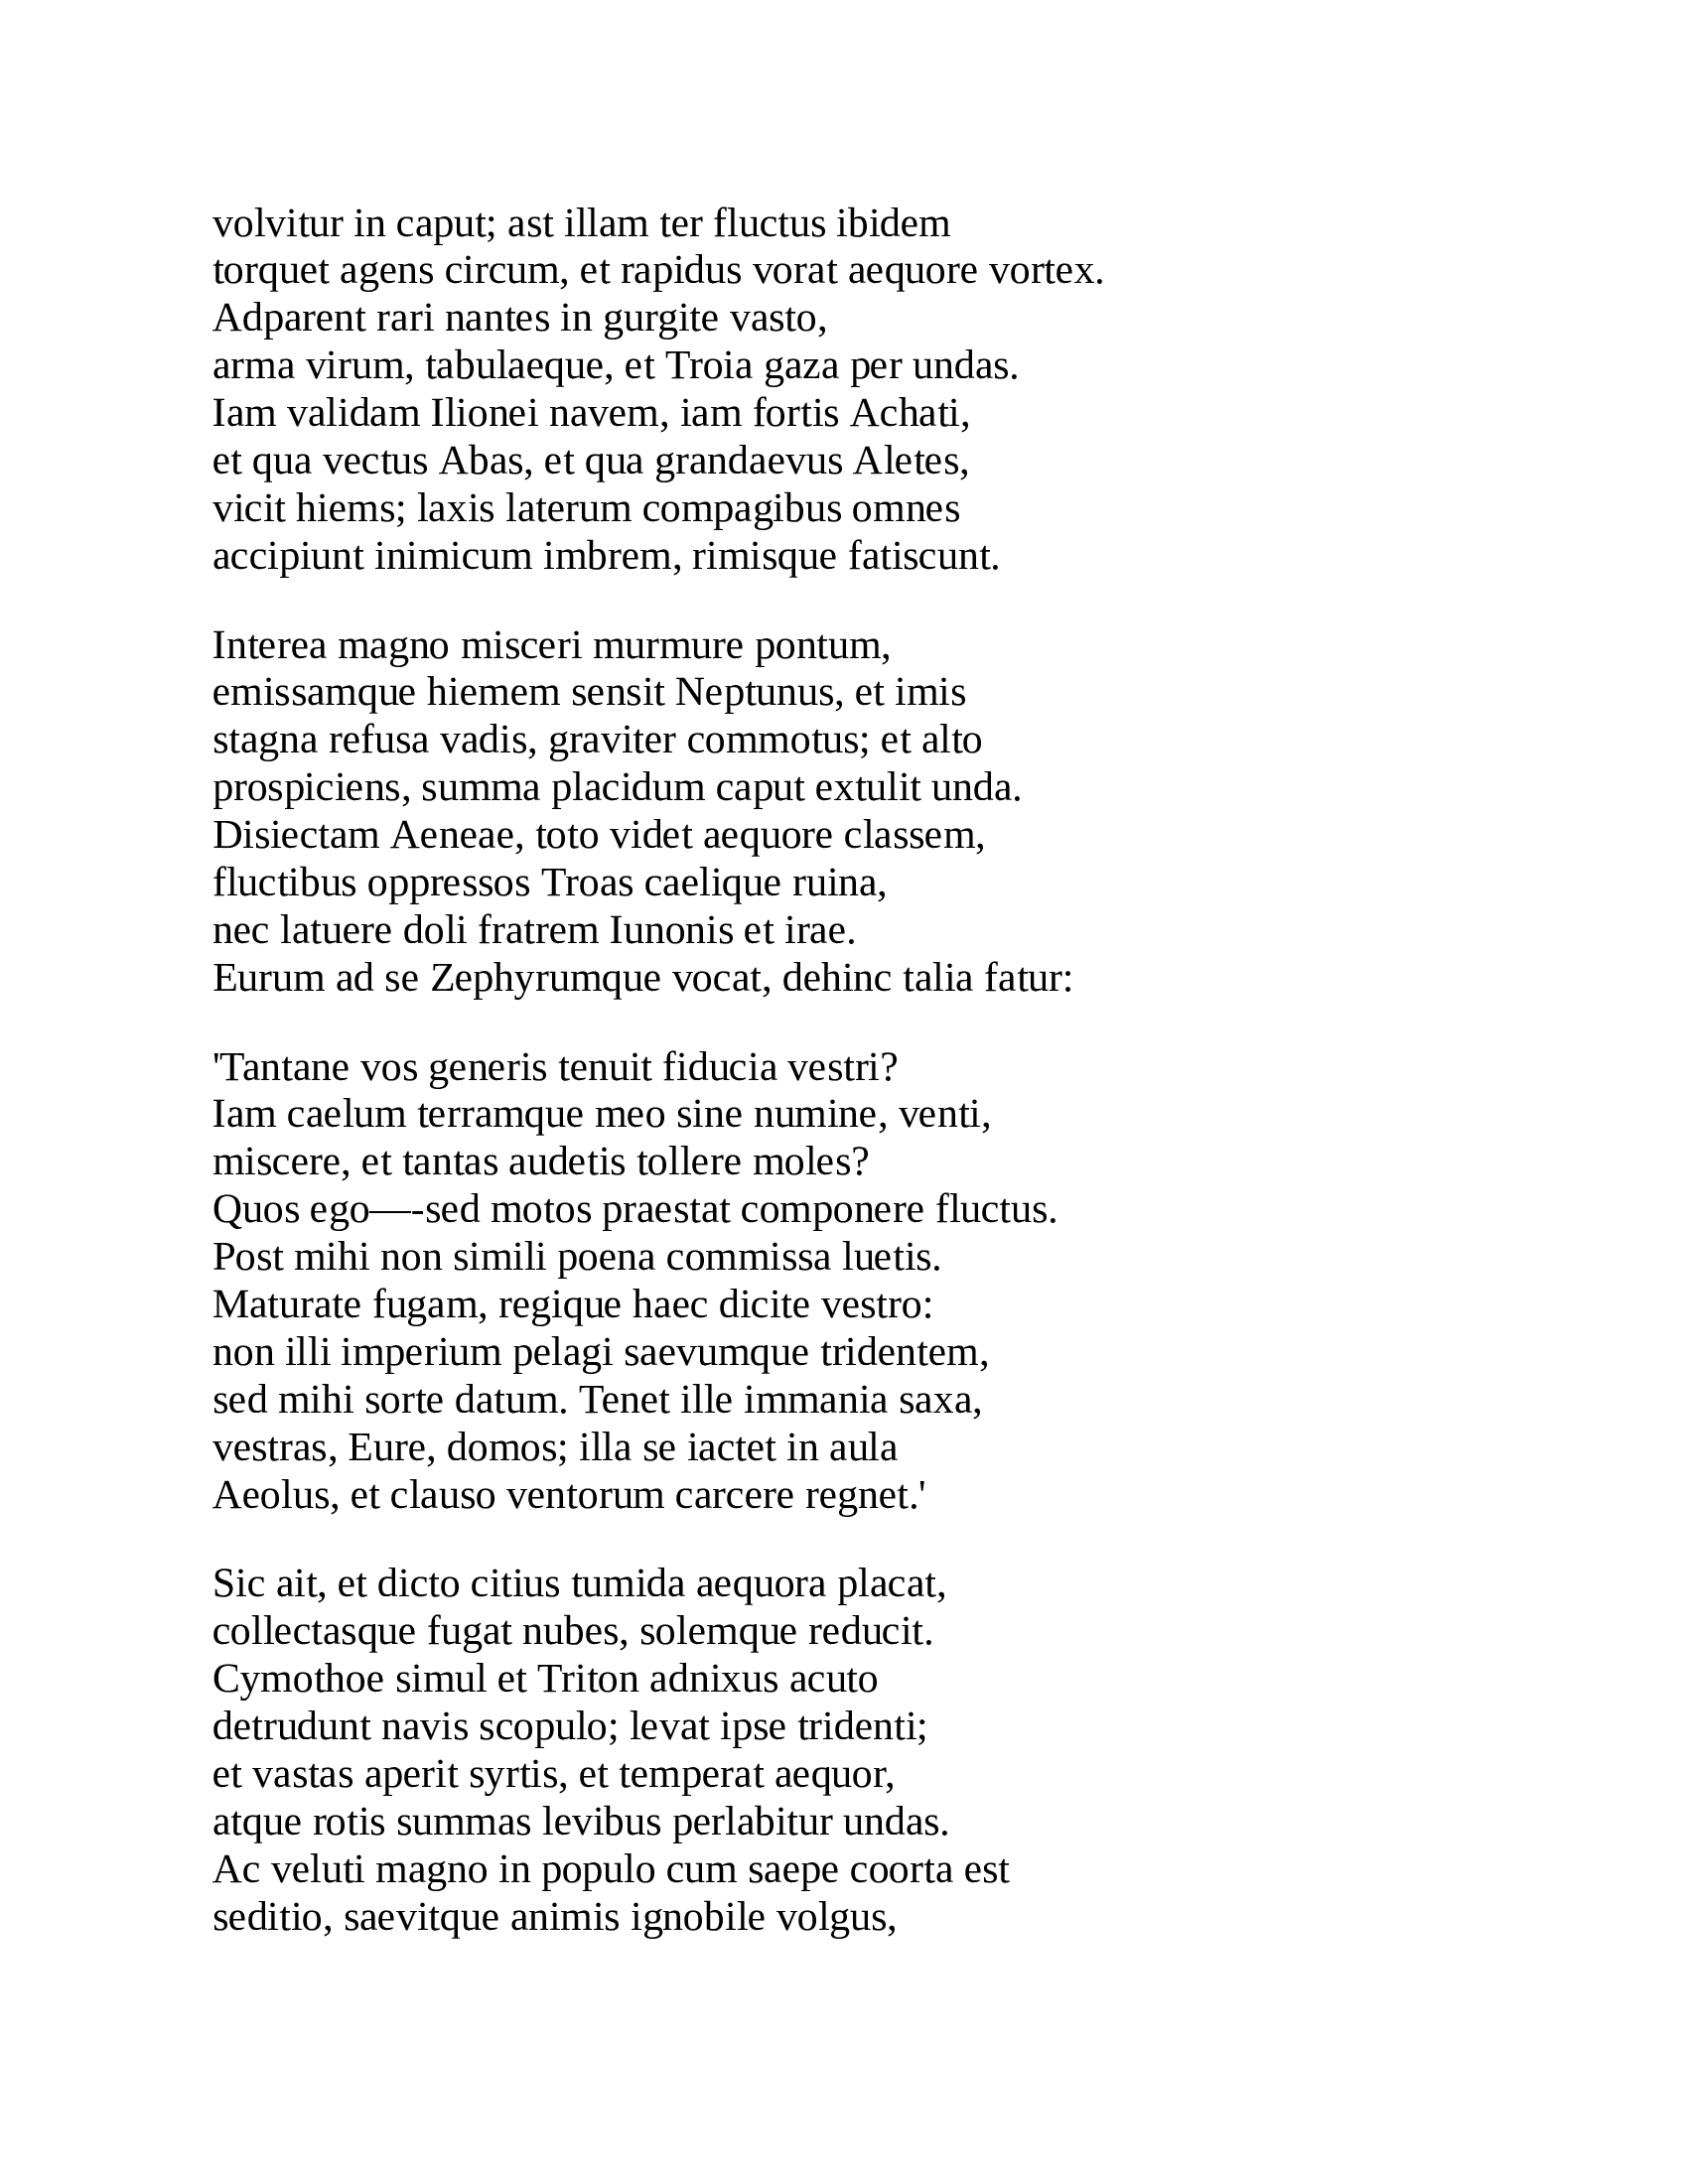 volvitur in caput; ast illam ter fluctus ibidem
torquet agens circum, et rapidus vorat aequore vortex.
Adparent rari nantes in gurgite vasto,
arma virum, tabulaeque, et Troia gaza per undas.
Iam validam Ilionei navem, iam fortis Achati,
et qua vectus Abas, et qua grandaevus Aletes,
vicit hiems; laxis laterum compagibus omnes
accipiunt inimicum imbrem, rimisque fatiscunt.

Interea magno misceri murmure pontum,
emissamque hiemem sensit Neptunus, et imis
stagna refusa vadis, graviter commotus; et alto
prospiciens, summa placidum caput extulit unda.
Disiectam Aeneae, toto videt aequore classem,
fluctibus oppressos Troas caelique ruina,
nec latuere doli fratrem Iunonis et irae.
Eurum ad se Zephyrumque vocat, dehinc talia fatur:

'Tantane vos generis tenuit fiducia vestri?
Iam caelum terramque meo sine numine, venti,
miscere, et tantas audetis tollere moles?
Quos ego—-sed motos praestat componere fluctus.
Post mihi non simili poena commissa luetis.
Maturate fugam, regique haec dicite vestro:
non illi imperium pelagi saevumque tridentem,
sed mihi sorte datum. Tenet ille immania saxa,
vestras, Eure, domos; illa se iactet in aula
Aeolus, et clauso ventorum carcere regnet.'

Sic ait, et dicto citius tumida aequora placat,
collectasque fugat nubes, solemque reducit.
Cymothoe simul et Triton adnixus acuto
detrudunt navis scopulo; levat ipse tridenti;
et vastas aperit syrtis, et temperat aequor,
atque rotis summas levibus perlabitur undas.
Ac veluti magno in populo cum saepe coorta est
seditio, saevitque animis ignobile volgus,